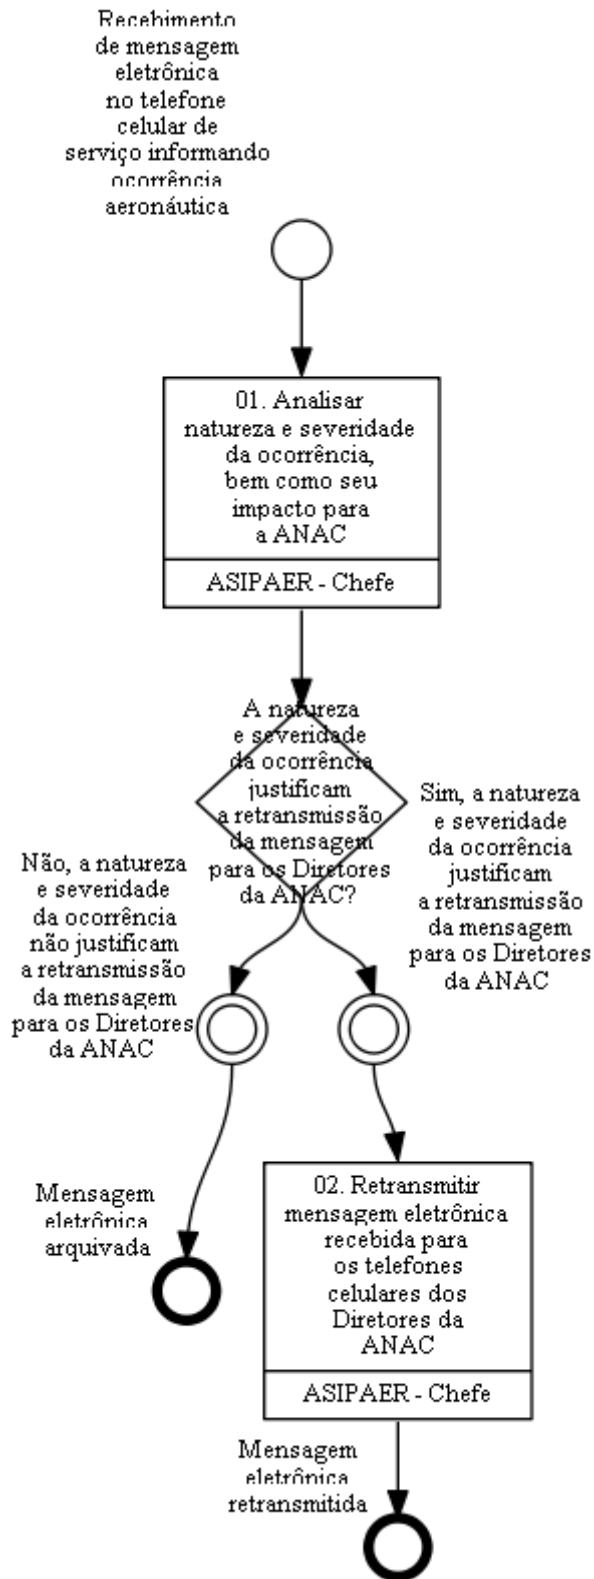 Recebimento
de mensagem
eletrônica
no telefone
celular de
serviço informando
ocorrência
aeronáutica
01. Analisar
natureza e severidade
da ocorrência,
bem como seu
impacto para
a ANAC
ASIPAER - Chefe
A natureza
e severidade
da ocorrência
justificam
a retransmissão
da mensagem
para os Diretores
da ANAC?
Não, a natureza
e severidade
da ocorrência
não justificam
a retransmissão
da mensagem
para os Diretores
da ANAC
Sim, a natureza
e severidade
da ocorrência
justificam
a retransmissão
da mensagem
para os Diretores
da ANAC
Mensagem
eletrônica
arquivada
02. Retransmitir
mensagem eletrônica
recebida para
os telefones
celulares dos
Diretores da
ANAC
ASIPAER - Chefe
Mensagem
eletrônica
retransmitida